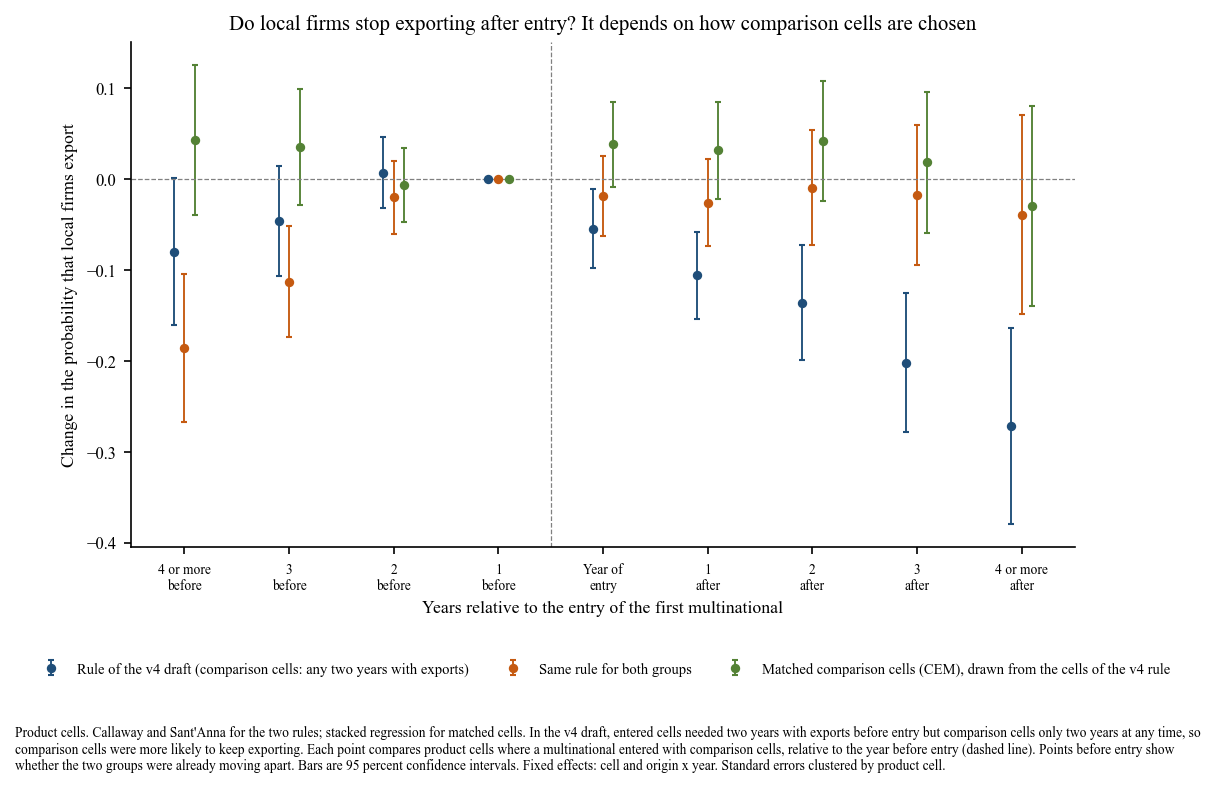 Do local firms stop exporting after entry? It depends on how comparison cells are chosen
Change in the probability that local firms export
0.1
0.0
−0.1
−0.2
−0.3
−0.4
4 or more before
3 before
2 before
1 before
Year of entry
1 after
2 after
3 after
4 or more after
Years relative to the entry of the first multinational
Rule of the v4 draft (comparison cells: any two years with exports)
Same rule for both groups
Matched comparison cells (CEM), drawn from the cells of the v4 rule
Product cells. Callaway and Sant'Anna for the two rules; stacked regression for matched cells. In the v4 draft, entered cells needed two years with exports before entry but comparison cells only two years at any time, so
comparison cells were more likely to keep exporting. Each point compares product cells where a multinational entered with comparison cells, relative to the year before entry (dashed line). Points before entry show
whether the two groups were already moving apart. Bars are 95 percent confidence intervals. Fixed effects: cell and origin x year. Standard errors clustered by product cell.